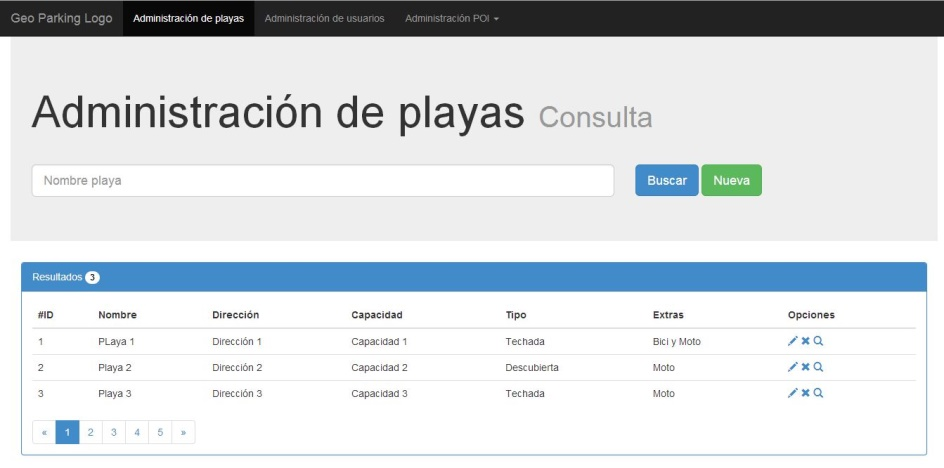 Geo Parking Logo Administración de playas Administración de usuarios Administración POI
Administración de playas Consulta
Nombre playa Buscar Nueva
Resultados 3
#ID Nombre Dirección Capacidad Tipo Extras Opciones
1 PLaya 1 Dirección 1 Capacidad 1 Techada Bici y Moto
2 Playa 2 Dirección 2 Capacidad 2 Descubierta Moto
3 Playa 3 Dirección 3 Capacidad 3 Techada Moto
« 1 2 3 4 5 »